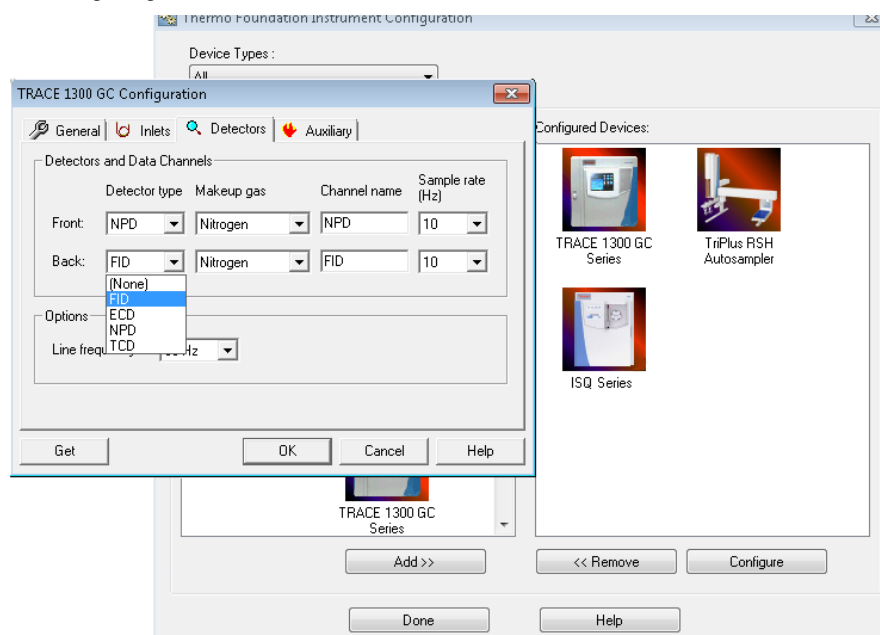 Thermo Foundation Instrument Configuration
Device Types :
All
TRACE 1300 GC Configuration
General Inlets Detectors Auxiliary
Configured Devices:
Detectors and Data Channels
Detector type Makeup gas Channel name Sample rate (Hz)
Front: NPD Nitrogen NPD 10
Back: FID Nitrogen FID 10
(None)
FID
ECD
NPD
TCD
Options
Line freq Hz
TRACE 1300 GC
Series
TriPlus RSH
Autosampler
ISQ Series
Get OK Cancel Help
TRACE 1300 GC
Series
Add >> << Remove Configure
Done Help